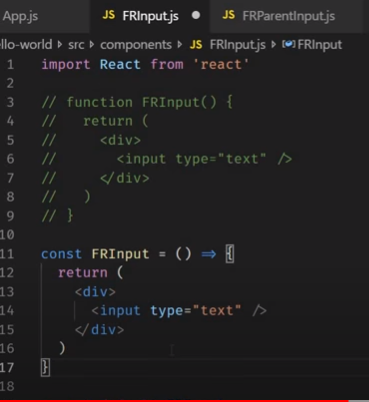 App.js JS FRInput.js JS FRParentInput.js
llo-world > src > components > JS FRInput.js > FRInput
1 import React from 'react'
2
3 // function FRInput() {
4 //   return (
5 //     <div>
6 //       <input type="text" />
7 //     </div>
8 //   )
9 // }
10
11 const FRInput = () => {
12   return (
13     <div>
14       <input type="text" />
15     </div>
16   )
17 }
18